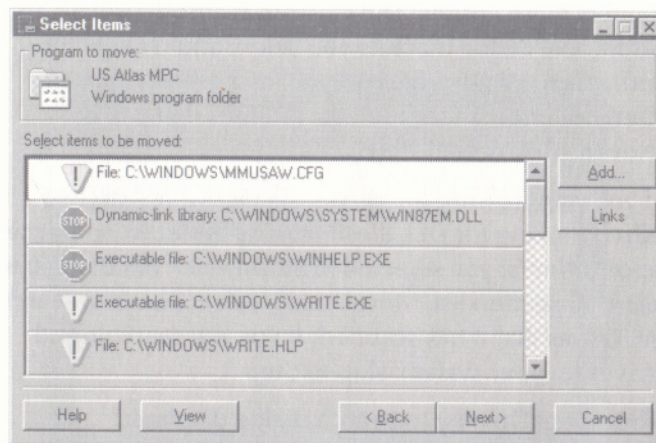 Select Items
Program to move:
US Atlas MPC
Windows program folder
Select items to be moved:
File: C:\WINDOWS\MMUSAW.CFG
Add...
STOP Dynamic-link library: C:\WINDOWS\SYSTEM\WIN87EM.DLL
Links
STOP Executable file: C:\WINDOWS\WINHELP.EXE
Executable file: C:\WINDOWS\WRITE.EXE
File: C:\WINDOWS\WRITE.HLP
Help View < Back Next > Cancel